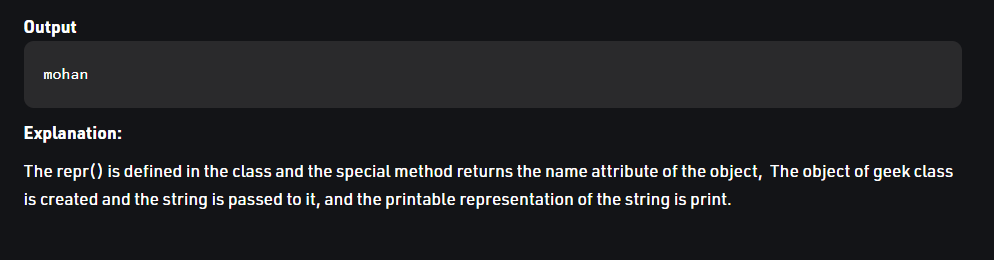 Output
mohan
Explanation:
The repr() is defined in the class and the special method returns the name attribute of the object,  The object of geek class
is created and the string is passed to it, and the printable representation of the string is print.